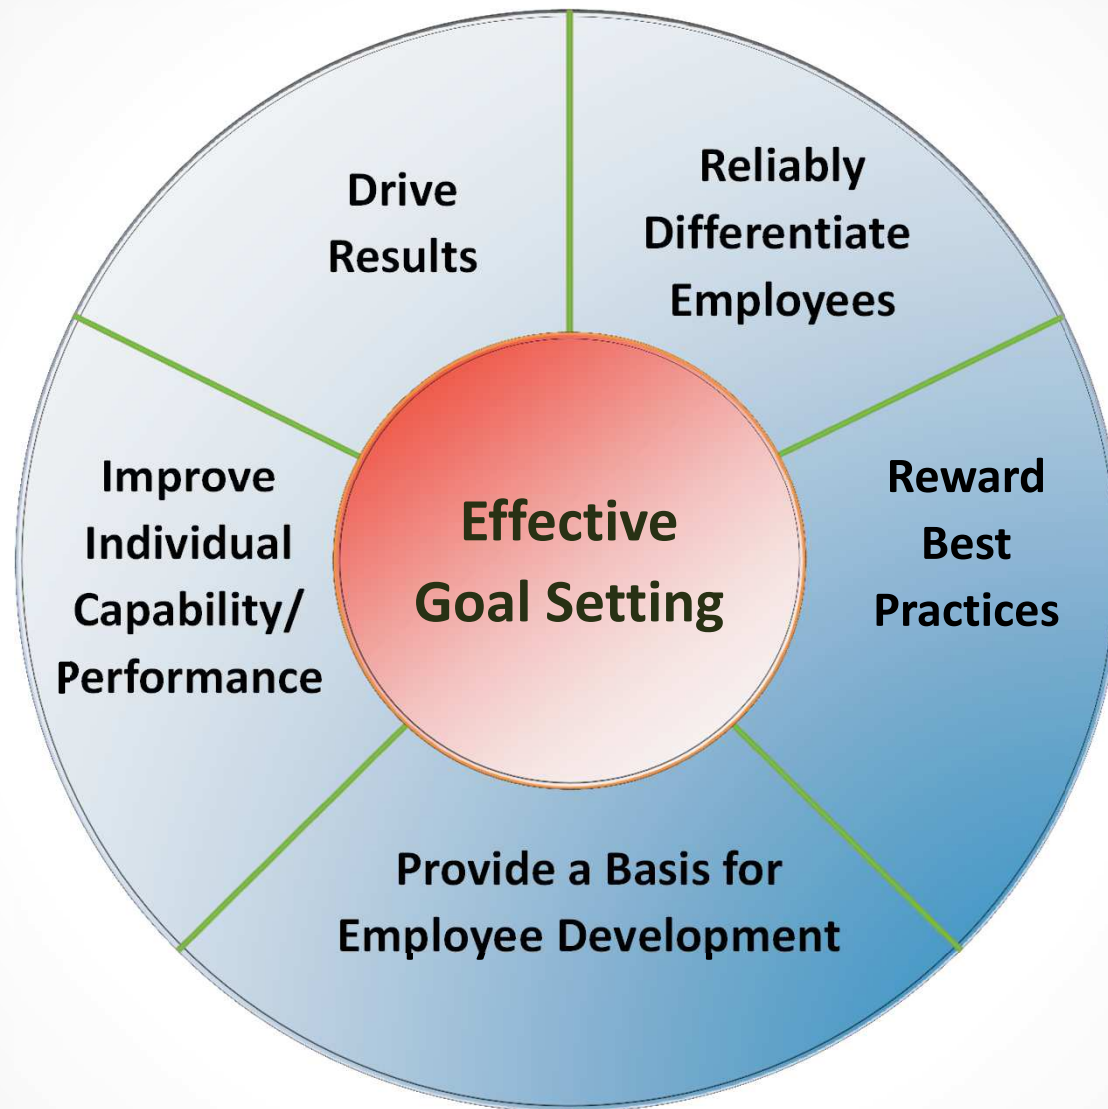 Drive
Results
Reliably
Differentiate
Employees
Improve
Individual
Capability/
Performance
Effective
Goal Setting
Reward
Best
Practices
Provide a Basis for
Employee Development